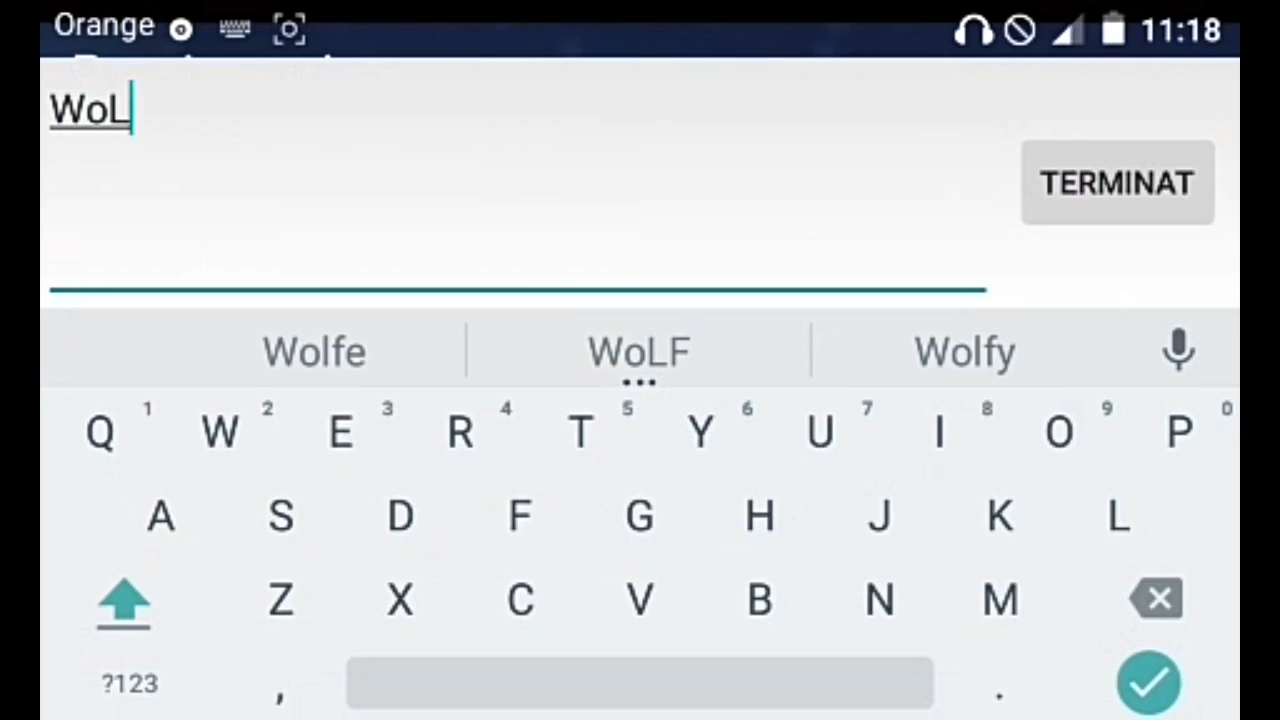 Orange 11:18
WoL
TERMINAT
Wolfe WoLF Wolfy
Q 1 W 2 E 3 R 4 T 5 Y 6 U 7 I 8 O 9 P 0
A S D F G H J K L
Z X C V B N M
?123 , .